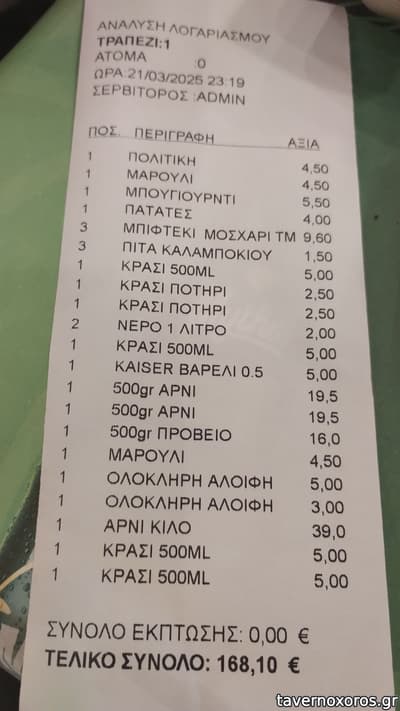 ΑΝΑΛΥΣΗ ΛΟΓΑΡΙΑΣΜΟΥ
ΤΡΑΠΕΖΙ:1
ΑΤΟΜΑ :0
ΩΡΑ:21/03/2025 23:19
ΣΕΡΒΙΤΟΡΟΣ :ADMIN
ΠΟΣ. ΠΕΡΙΓΡΑΦΗ ΑΞΙΑ
1 ΠΟΛΙΤΙΚΗ 4,50
1 ΜΑΡΟΥΛΙ 4,50
1 ΜΠΟΥΓΙΟΥΡΝΤΙ 5,50
1 ΠΑΤΑΤΕΣ 4,00
3 ΜΠΙΦΤΕΚΙ ΜΟΣΧΑΡΙ ΤΜ 9,60
3 ΠΙΤΑ ΚΑΛΑΜΠΟΚΙΟΥ 1,50
1 ΚΡΑΣΙ 500ML 5,00
1 ΚΡΑΣΙ ΠΟΤΗΡΙ 2,50
1 ΚΡΑΣΙ ΠΟΤΗΡΙ 2,50
2 ΝΕΡΟ 1 ΛΙΤΡΟ 2,00
1 ΚΡΑΣΙ 500ML 5,00
1 KAISER ΒΑΡΕΛΙ 0.5 5,00
1 500gr ΑΡΝΙ 19,5
1 500gr ΑΡΝΙ 19,5
1 500gr ΠΡΟΒΕΙΟ 16,0
1 ΜΑΡΟΥΛΙ 4,50
1 ΟΛΟΚΛΗΡΗ ΑΛΟΙΦΗ 5,00
1 ΟΛΟΚΛΗΡΗ ΑΛΟΙΦΗ 3,00
1 ΑΡΝΙ ΚΙΛΟ 39,0
1 ΚΡΑΣΙ 500ML 5,00
1 ΚΡΑΣΙ 500ML 5,00
ΣΥΝΟΛΟ ΕΚΠΤΩΣΗΣ: 0,00 €
ΤΕΛΙΚΟ ΣΥΝΟΛΟ: 168,10 €
tavernoxoros.gr